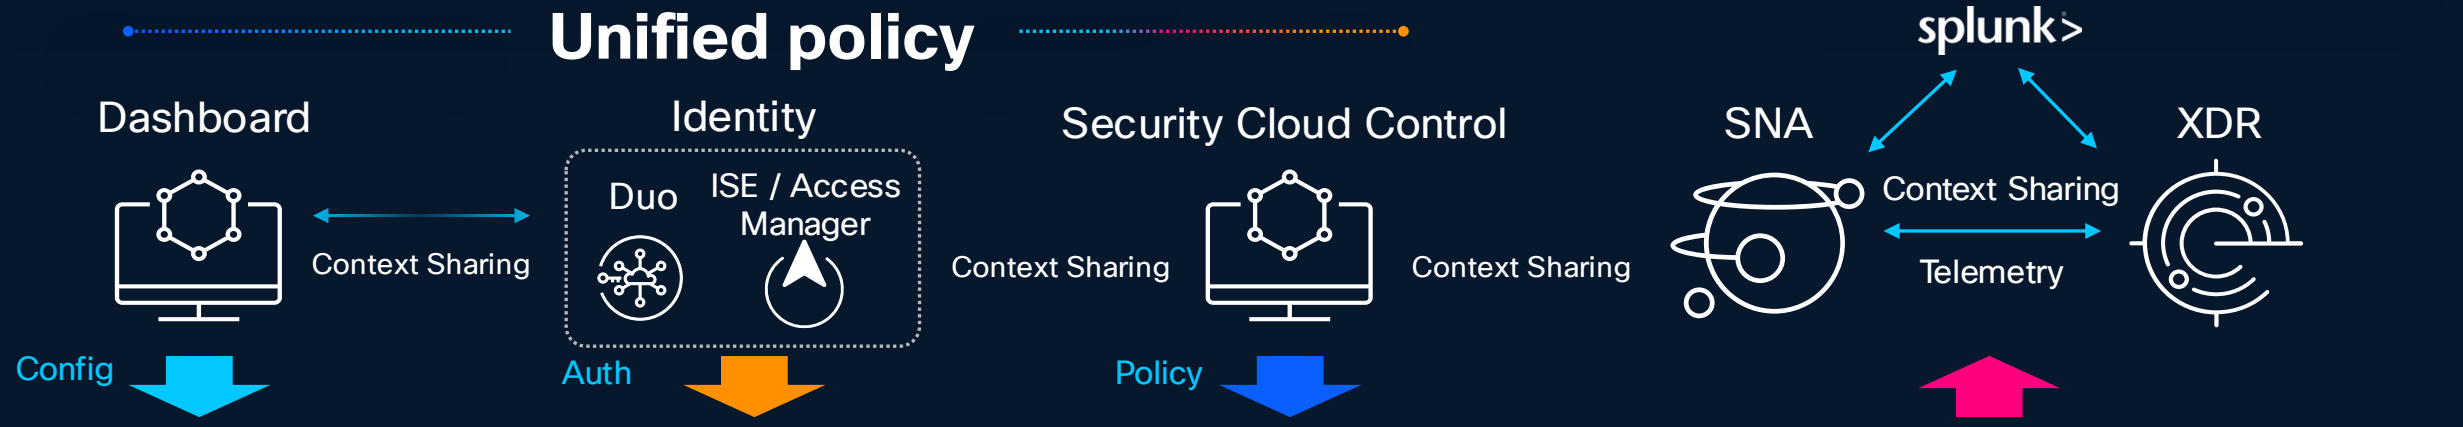 Unified policy
splunk>
Dashboard
Identity
Security Cloud Control
SNA
XDR
Duo
ISE / Access
Manager
Context Sharing
Context Sharing
Context Sharing
Context Sharing
Telemetry
Config
Auth
Policy